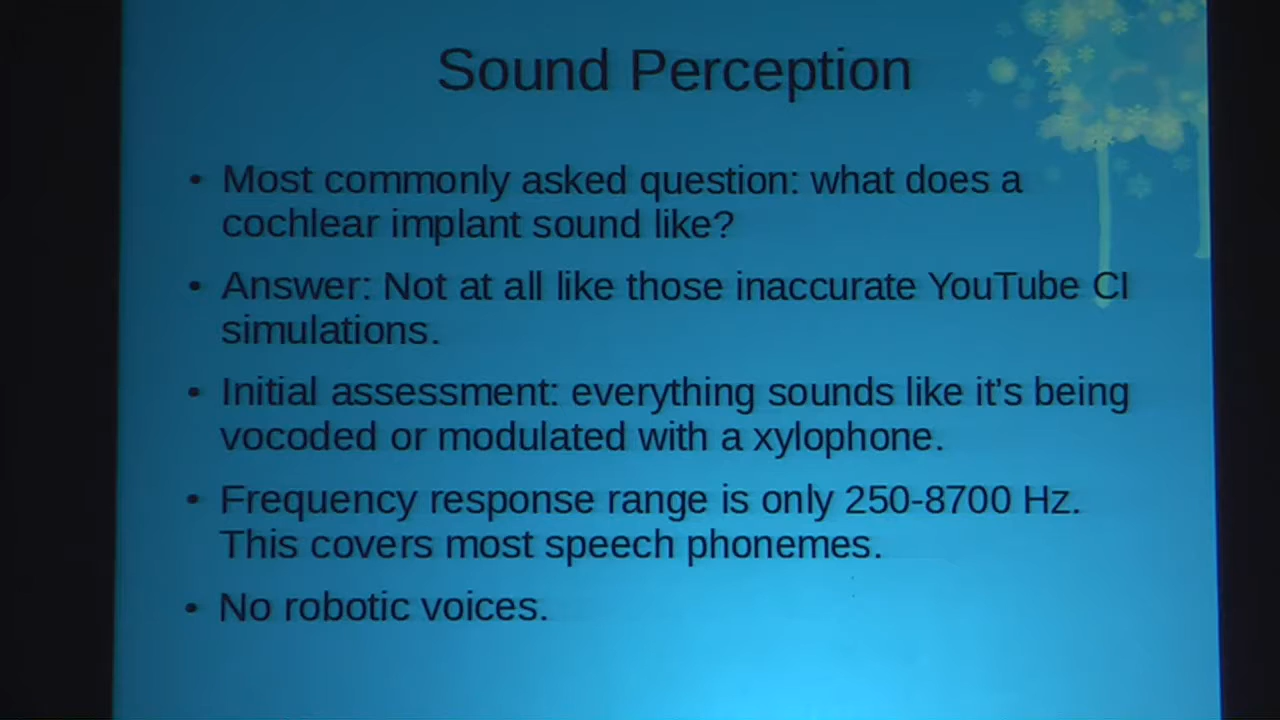 Sound Perception
• Most commonly asked question: what does a
cochlear implant sound like?
• Answer: Not at all like those inaccurate YouTube CI
simulations.
• Initial assessment: everything sounds like it's being
vocoded or modulated with a xylophone.
• Frequency response range is only 250-8700 Hz.
This covers most speech phonemes.
• No robotic voices.